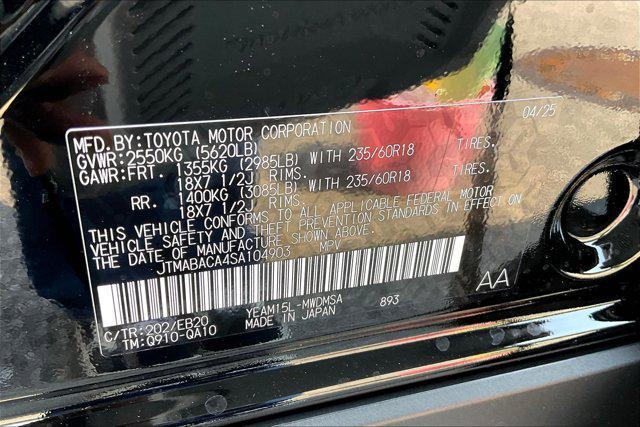 MFD.BY:TOYOTA MOTOR CORPORATION 04/25
GVWR:2550KG (5620LB)
GAWR:FRT. 1355KG (2985LB) WITH 235/60R18 TIRES,
18X7 1/2J RIMS.
RR. 1400KG (3085LB) WITH 235/60R18 TIRES,
18X7 1/2J RIMS.
THIS VEHICLE CONFORMS TO ALL APPLICABLE FEDERAL MOTOR
VEHICLE SAFETY AND THEFT PREVENTION STANDARDS IN EFFECT ON
THE DATE OF MANUFACTURE SHOWN ABOVE.
JTMABACA4SA104903 MPV
AA
C/TR:202/EB20 YEAM15L-MWDMSA 893
TM:Q910-QA10 MADE IN JAPAN